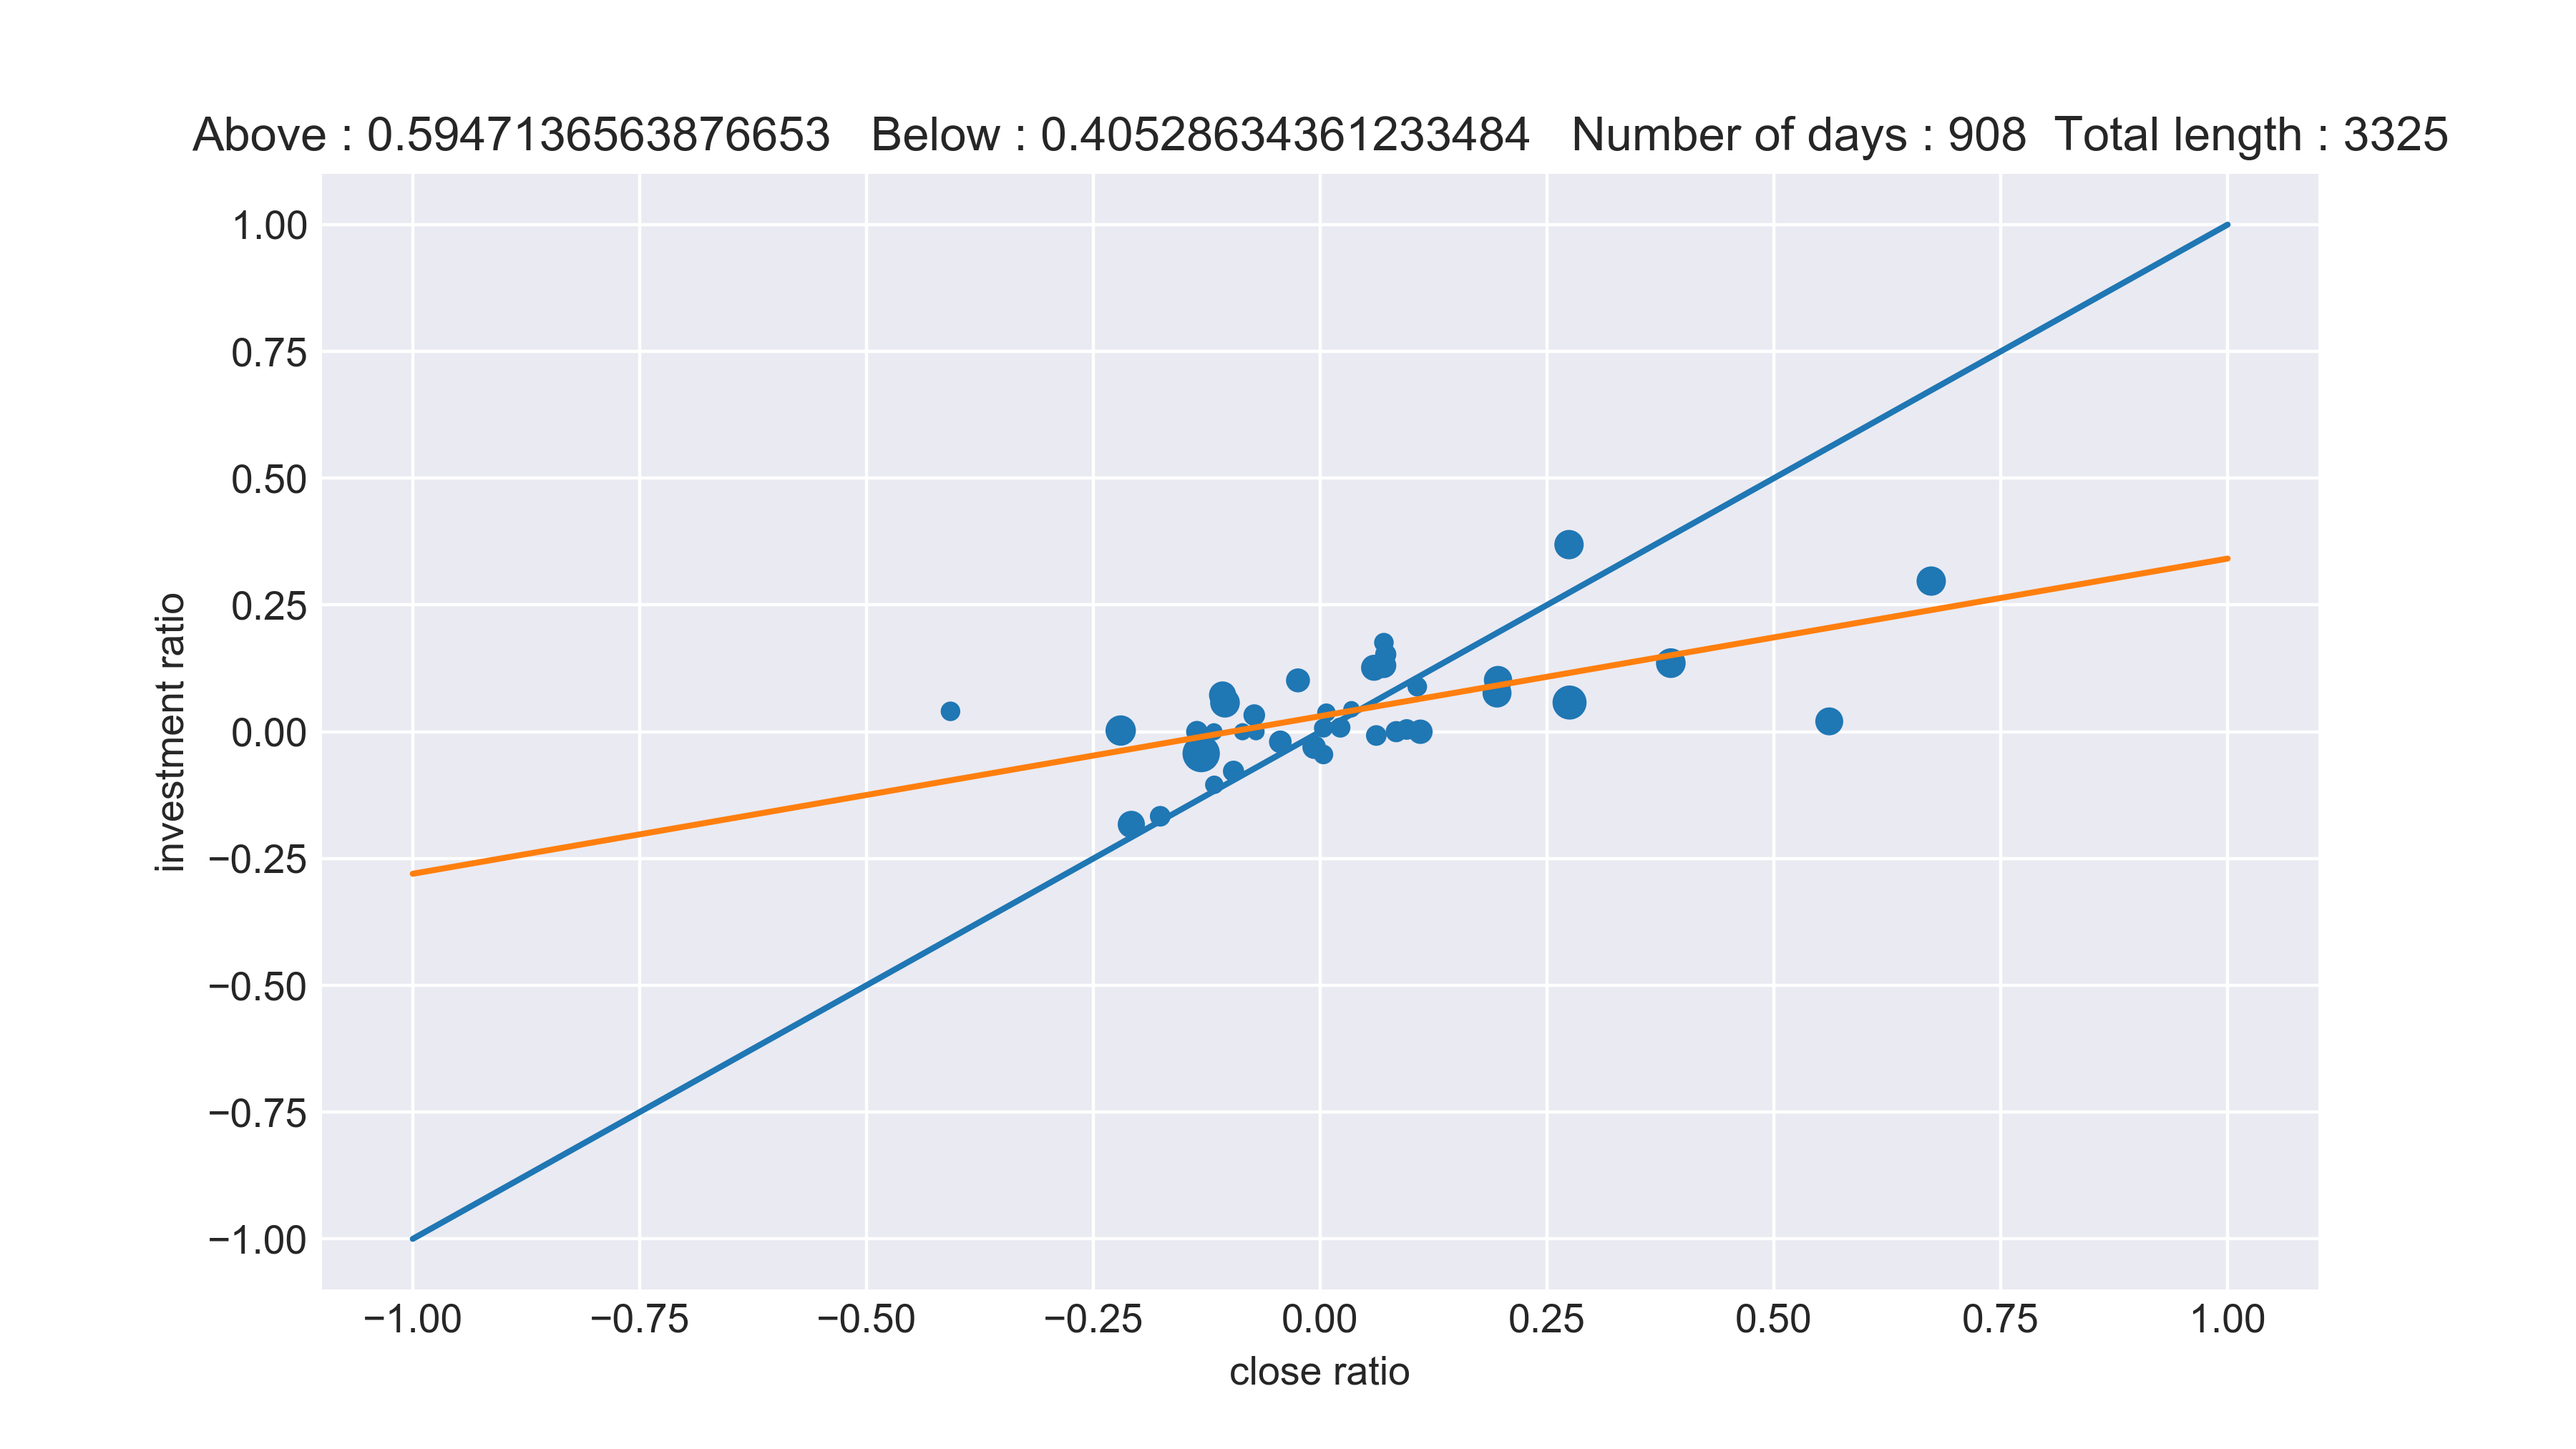 Above : 0.5947136563876653   Below : 0.40528634361233484   Number of days : 908  Total length : 3325
1.00
0.75
0.50
0.25
0.00
−0.25
−0.50
−0.75
−1.00
investment ratio
−1.00 −0.75 −0.50 −0.25 0.00 0.25 0.50 0.75 1.00
close ratio